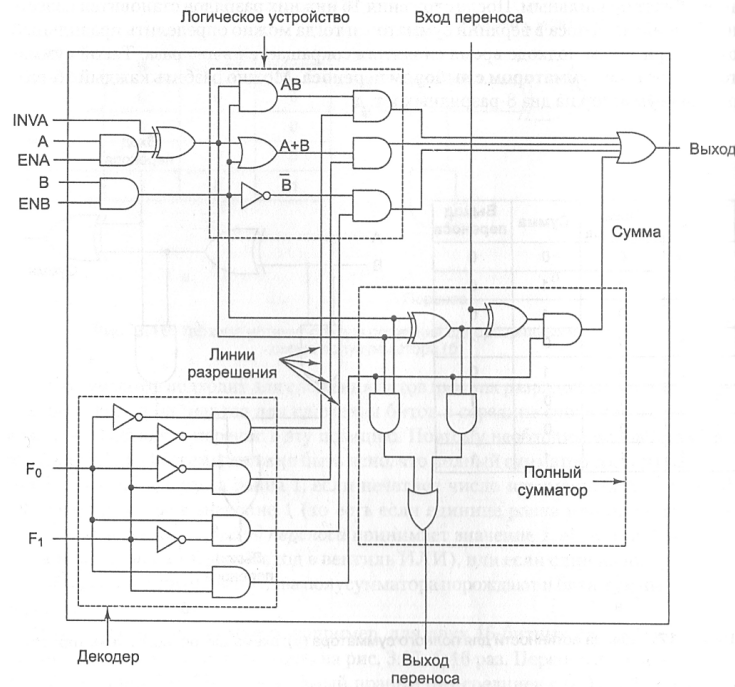 Логическое устройство
Вход переноса
INVA
A
ENA
B
ENB
AB
A+B
B̅
Выход
Сумма
Линии
разрешения
F₀
F₁
Полный
сумматор
Декодер
Выход
переноса